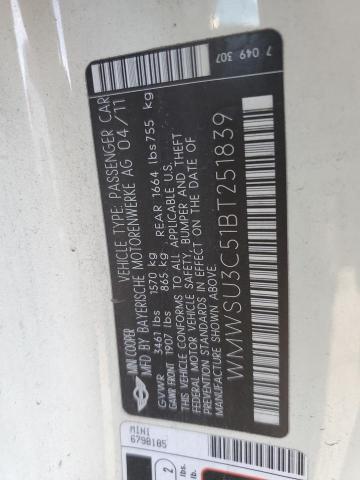 7 049 307
MINI COOPER VEHICLE TYPE: PASSENGER CAR
MFD BY BAYERISCHE MOTORENWERKE AG 04/11
GVWR 3461 lbs 1570 kg
GAWR FRONT 1907 lbs 865 kg REAR 1664 lbs 755 kg
THIS VEHICLE CONFORMS TO ALL APPLICABLE U.S.
FEDERAL MOTOR VEHICLE SAFETY, BUMPER AND THEFT
PREVENTION STANDARDS IN EFFECT ON THE DATE OF
MANUFACTURE SHOWN ABOVE.
WMWSU3C51BT251839
MINI
6798185
2
lbs.